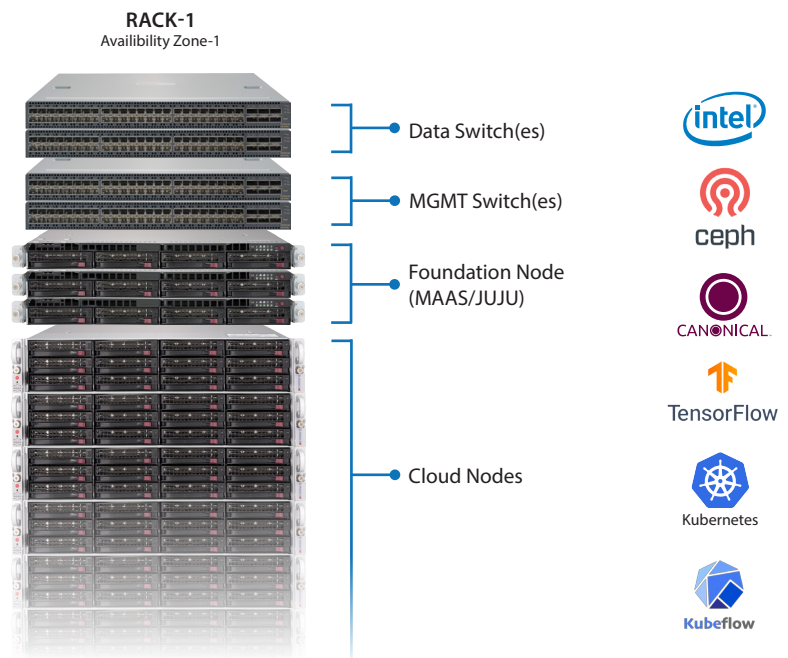 RACK-1
Availibility Zone-1
Data Switch(es)
MGMT Switch(es)
Foundation Node
(MAAS/JUJU)
Cloud Nodes
intel
ceph
CANONICAL
TensorFlow
Kubernetes
Kubeflow